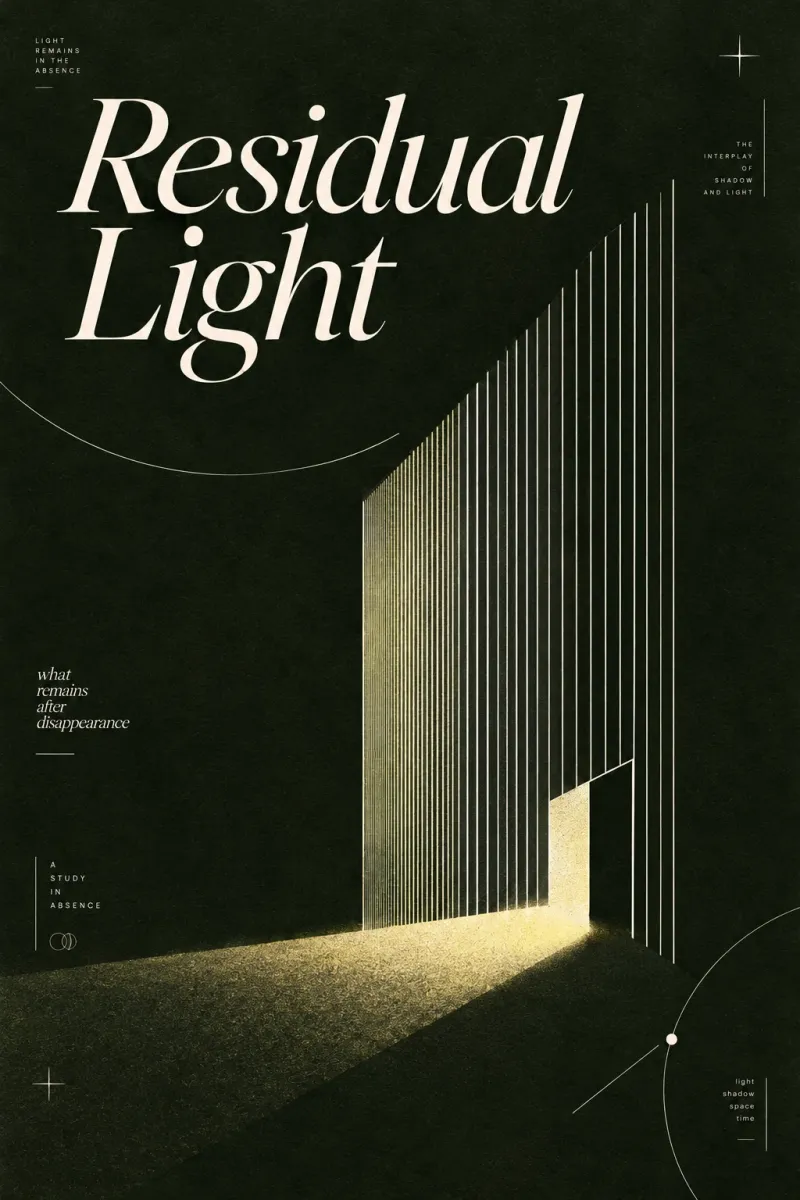 LIGHT
REMAINS
IN THE
ABSENCE
Residual
Light
THE
INTERPLAY
OF
SHADOW
AND LIGHT
what
remains
after
disappearance
A
STUDY
IN
ABSENCE
light
shadow
space
time